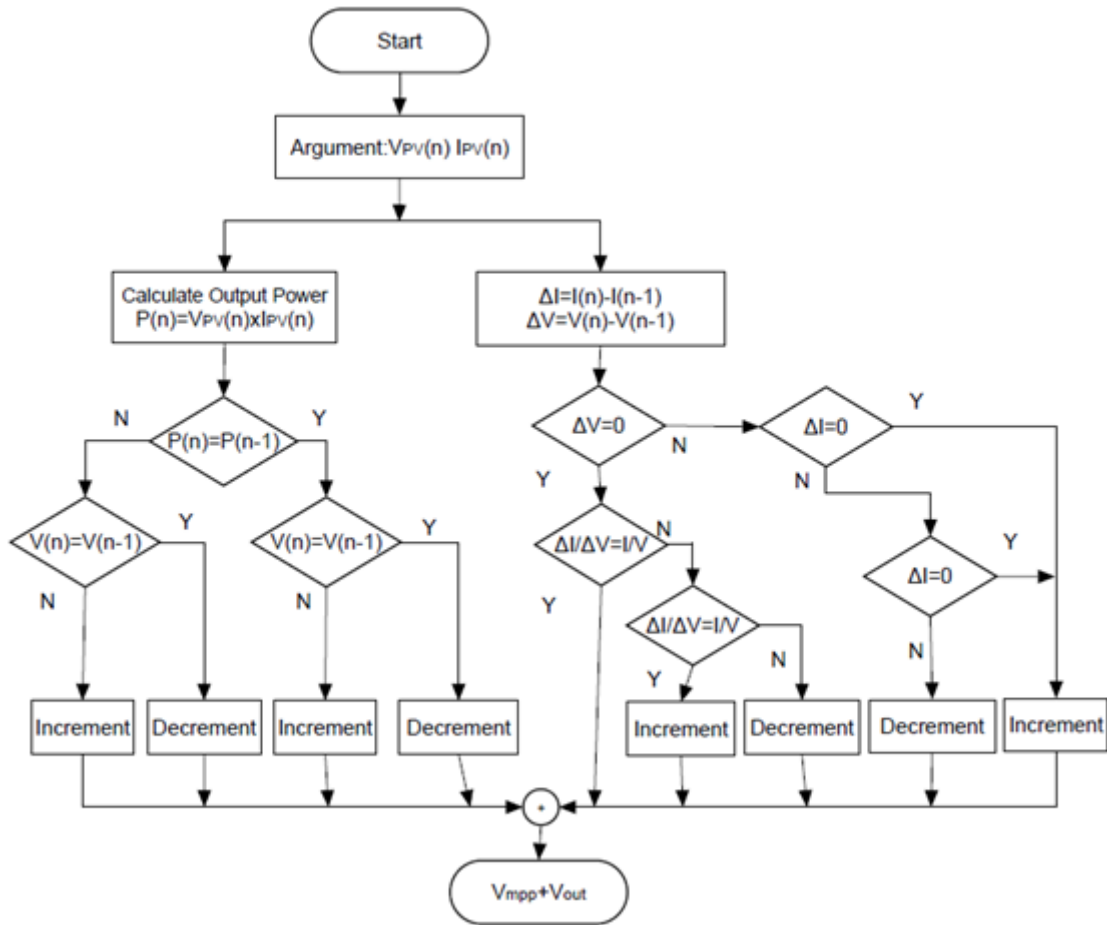 Start
Argument:VPV(n) IPV(n)
Calculate Output Power
P(n)=VPV(n)xIPV(n)
ΔI=I(n)-I(n-1)
ΔV=V(n)-V(n-1)
N
Y
P(n)=P(n-1)
ΔV=0
N
ΔI=0
Y
V(n)=V(n-1)
Y
N
V(n)=V(n-1)
Y
N
Y
ΔI/ΔV=I/V
N
Y
N
ΔI=0
Y
N
ΔI/ΔV=I/V
Y
N
Increment
Decrement
Increment
Decrement
Increment
Decrement
Decrement
Increment
+
Vmpp+Vout